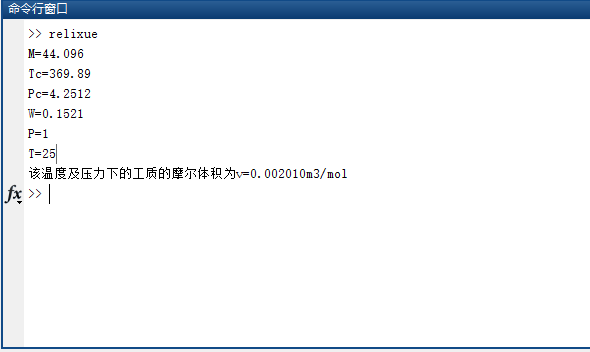 命令行窗口
>> relixue
M=44.096
Tc=369.89
Pc=4.2512
W=0.1521
P=1
T=25
该温度及压力下的工质的摩尔体积为v=0.002010m3/mol
fx >>